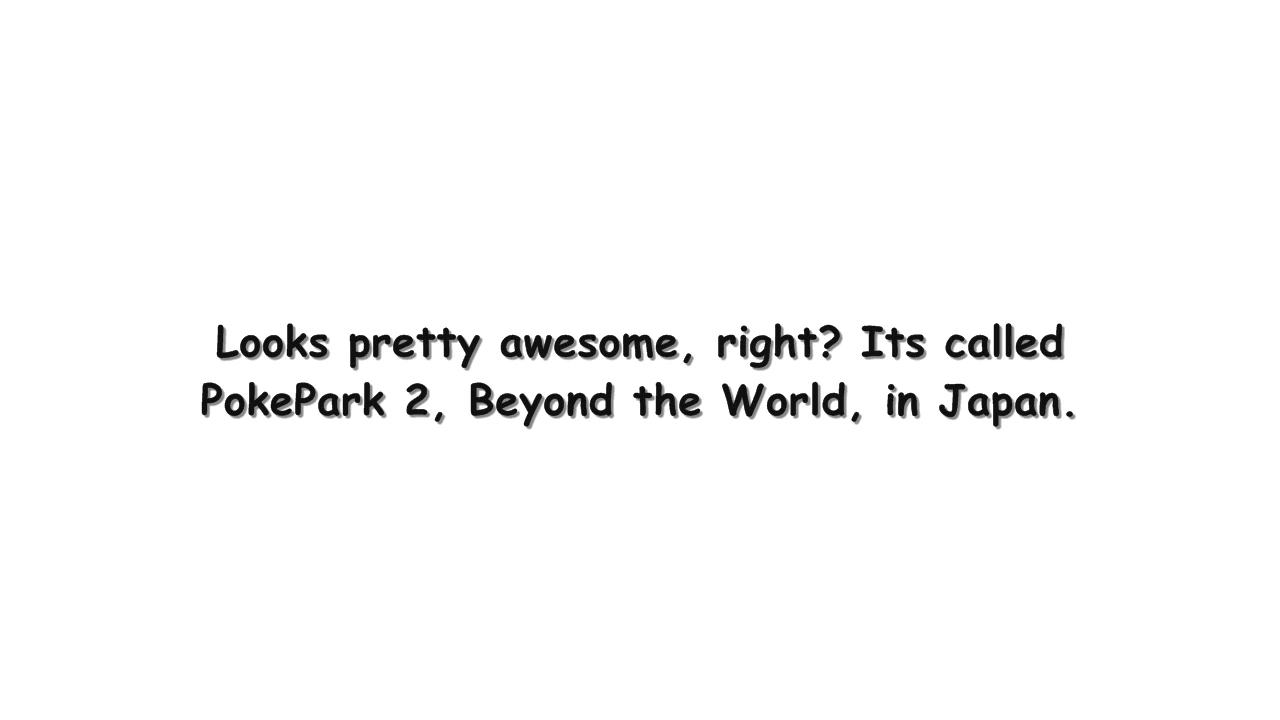 Looks pretty awesome, right? Its called
PokePark 2, Beyond the World, in Japan.